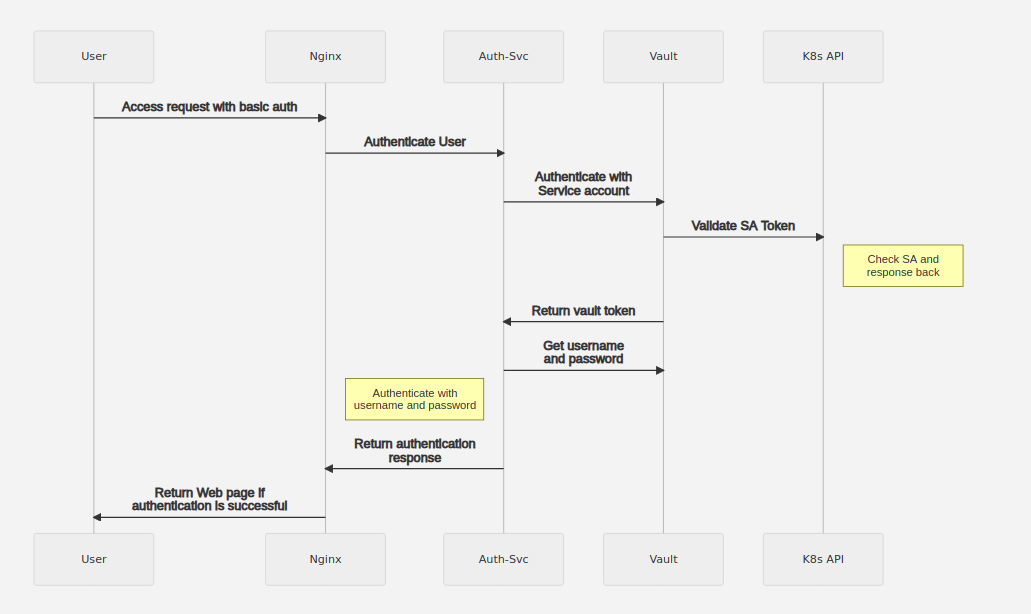 User
Nginx
Auth-Svc
Vault
K8s API
Access request with basic auth
Authenticate User
Authenticate with
Service account
Validate SA Token
Check SA and
response back
Return vault token
Get username
and password
Authenticate with
username and password
Return authentication
response
Return Web page if
authentication is successful
User
Nginx
Auth-Svc
Vault
K8s API